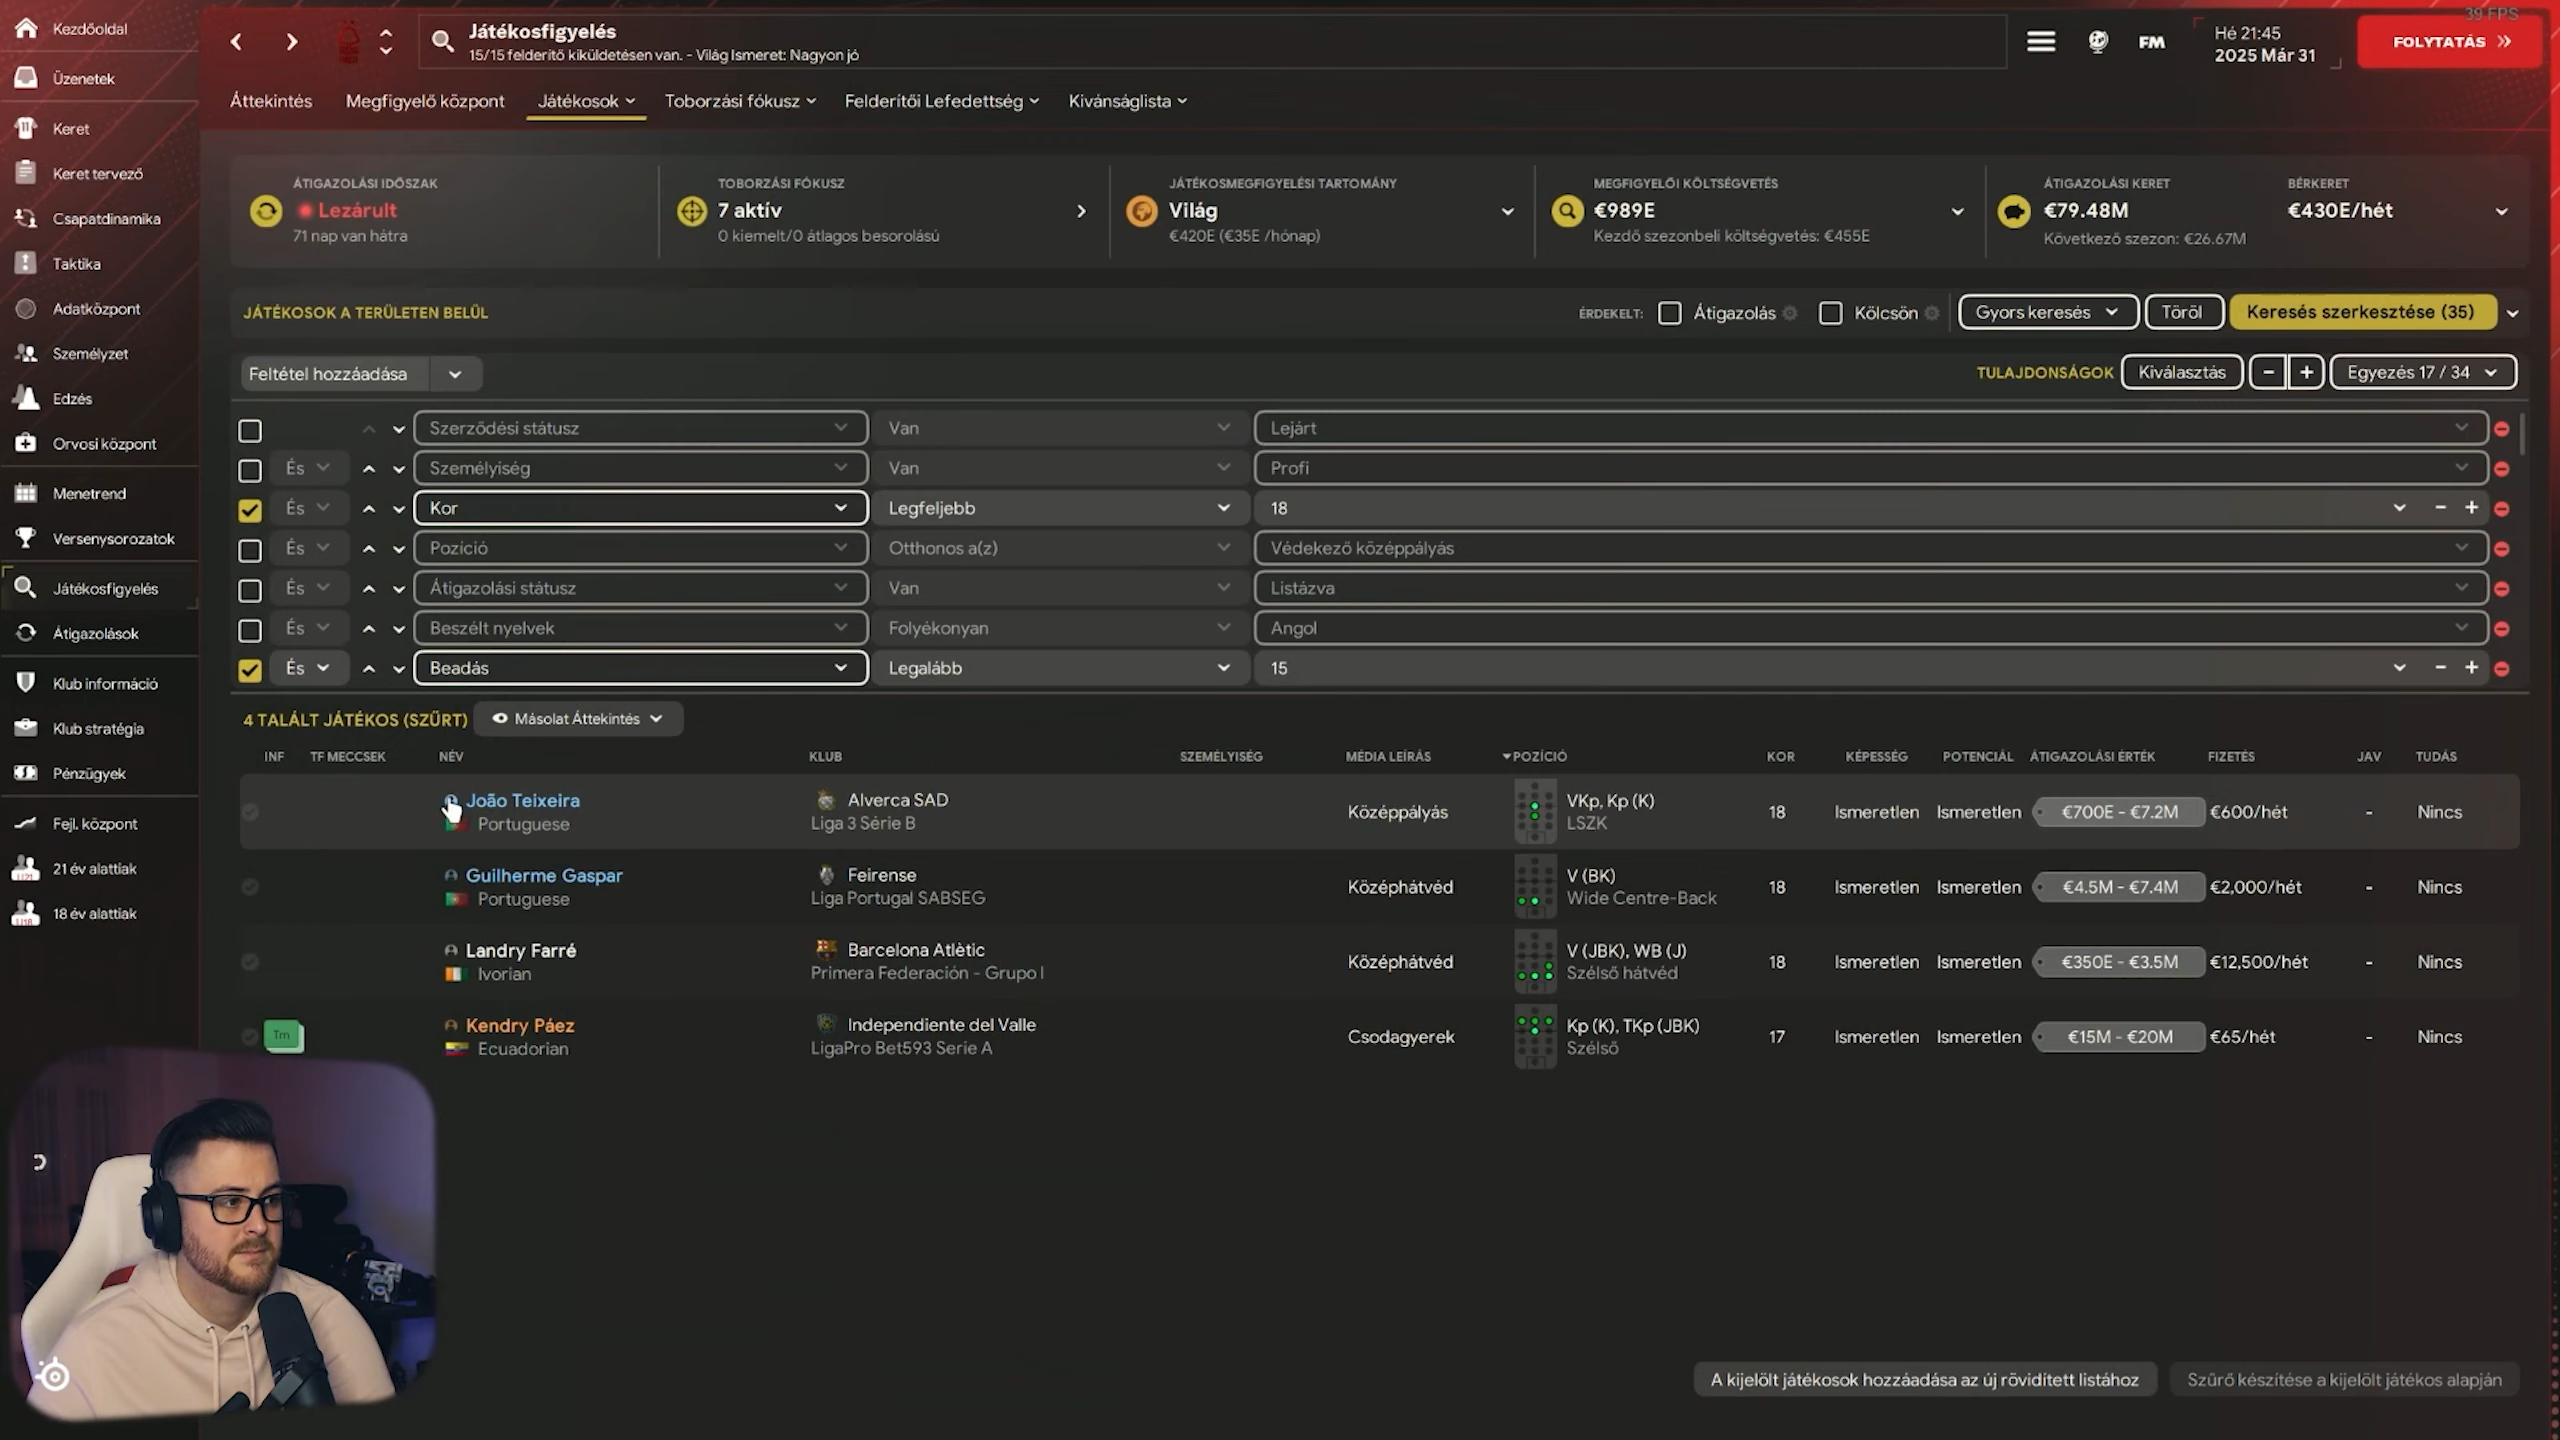 39 FPS
Kezdőoldal
Üzenetek
Keret
Keret tervező
Csapatdinamika
Taktika
Adatközpont
Személyzet
Edzés
Orvosi központ
Menetrend
Versenysorozatok
Játékosfigyelés
Átigazolások
Klub információ
Klub stratégia
Pénzügyek
Fejl. központ
21 év alattiak
18 év alattiak
Játékosfigyelés
15/15 felderítő kiküldetésen van. - Világ Ismeret: Nagyon jó
FM
Hé 21:45
2025 Már 31
FOLYTATÁS
Áttekintés Megfigyelő központ Játékosok Toborzási fókusz Felderítői Lefedettség Kívánságlista
ÁTIGAZOLÁSI IDŐSZAK
Lezárult
71 nap van hátra
TOBORZÁSI FÓKUSZ
7 aktív
0 kiemelt/0 átlagos besorolású
JÁTÉKOSMEGFIGYELÉSI TARTOMÁNY
Világ
€420E (€35E /hónap)
MEGFIGYELŐI KÖLTSÉGVETÉS
€989E
Kezdő szezonbeli költségvetés: €455E
ÁTIGAZOLÁSI KERET
€79.48M
Következő szezon: €26.67M
BÉRKERET
€430E/hét
JÁTÉKOSOK A TERÜLETEN BELÜL
ÉRDEKELT: Átigazolás Kölcsön Gyors keresés Töröl Keresés szerkesztése (35)
Feltétel hozzáadása
TULAJDONSÁGOK Kiválasztás - + Egyezés 17 / 34
Szerződési státusz Van Lejárt
És Személyiség Van Profi
És Kor Legfeljebb 18 - +
És Pozíció Otthonos a(z) Védekező középpályás
És Átigazolási státusz Van Listázva
És Beszélt nyelvek Folyékonyan Angol
És Beadás Legalább 15 - +
4 TALÁLT JÁTÉKOS (SZŰRT) Másolat Áttekintés
INF TF MECCSEK NÉV KLUB SZEMÉLYISÉG MÉDIA LEÍRÁS POZÍCIÓ KOR KÉPESSÉG POTENCIÁL ÁTIGAZOLÁSI ÉRTÉK FIZETÉS JAV TUDÁS
João Teixeira Alverca SAD Középpályás VKp, Kp (K) 18 Ismeretlen Ismeretlen €700E - €7.2M €600/hét - Nincs
Portuguese Liga 3 Série B LSZK
Guilherme Gaspar Feirense Középhátvéd V (BK) 18 Ismeretlen Ismeretlen €4.5M - €7.4M €2,000/hét - Nincs
Portuguese Liga Portugal SABSEG Wide Centre-Back
Landry Farré Barcelona Atlètic Középhátvéd V (JBK), WB (J) 18 Ismeretlen Ismeretlen €350E - €3.5M €12,500/hét - Nincs
Ivorian Primera Federación - Grupo I Szélső hátvéd
Trn Kendry Páez Independiente del Valle Csodagyerek Kp (K), TKp (JBK) 17 Ismeretlen Ismeretlen €15M - €20M €65/hét - Nincs
Ecuadorian LigaPro Bet593 Serie A Szélső
A kijelölt játékosok hozzáadása az új rövidített listához
Szűrő készítése a kijelölt játékos alapján